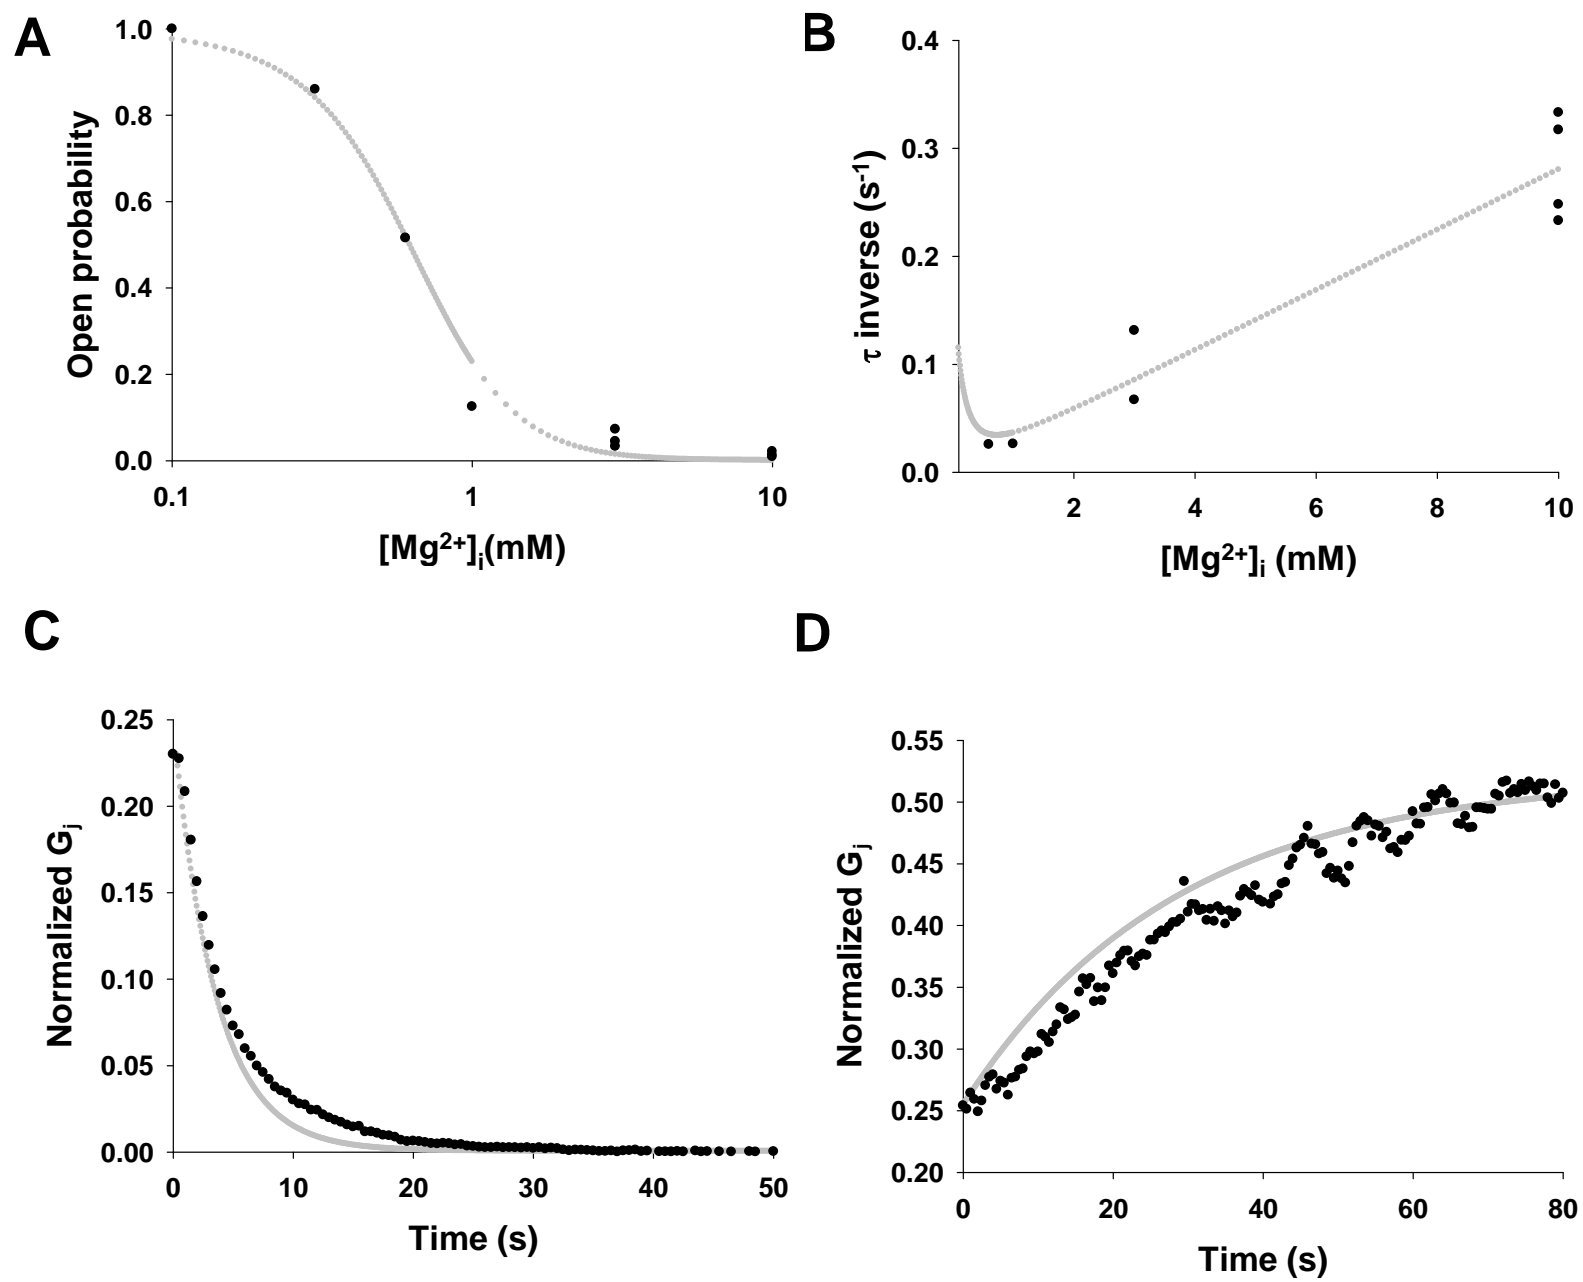 A
1.0
0.8
0.6
0.4
0.2
0.0
Open probability
0.1 1 10
[Mg2+]i(mM)
B
0.4
0.3
0.2
0.1
0.0
τ inverse (s-1)
2 4 6 8 10
[Mg2+]i (mM)
C
0.25
0.20
0.15
0.10
0.05
0.00
Normalized Gj
0 10 20 30 40 50
Time (s)
D
0.55
0.50
0.45
0.40
0.35
0.30
0.25
0.20
Normalized Gj
0 20 40 60 80
Time (s)